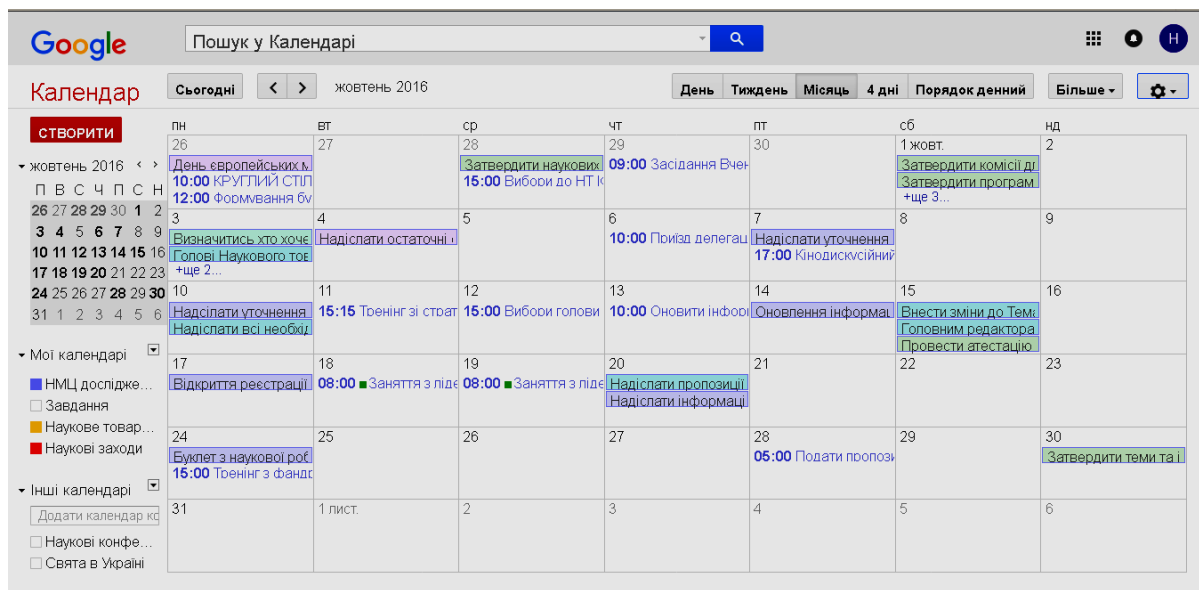 Google
Пошук у Календарі
Н
Календар
Сьогодні
жовтень 2016
День Тиждень Місяць 4 дні Порядок денний
Більше
СТВОРИТИ
жовтень 2016
П В С Ч П С Н
26 27 28 29 30 1 2
3 4 5 6 7 8 9
10 11 12 13 14 15 16
17 18 19 20 21 22 23
24 25 26 27 28 29 30
31 1 2 3 4 5 6
Мої календарі
НМЦ дослідже...
Завдання
Наукове товар...
Наукові заходи
Інші календарі
Додати календар ко
Наукові конфе...
Свята в Україні
пн вт ср чт пт сб нд
26 27 28 29 30 1 жовт. 2
День європейських м
10:00 КРУГЛИЙ СТІЛ
12:00 Формування бу
Затвердити наукових
15:00 Вибори до НТ
09:00 Засідання Вчен
Затвердити комісії дл
Затвердити програм
+ще 3...
3 4 5 6 7 8 9
Визначитись хто хоче
Голові Наукового тов
+ще 2...
Надіслати остаточні
10:00 Приїзд делегац
Надіслати уточнення
17:00 Кінодискусійний
10 11 12 13 14 15 16
Надсілати уточнення
Надіслати всі необхід
15:15 Тренінг зі страт
15:00 Вибори голови
10:00 Оновити інфор
Оновлення інформац
Внести зміни до Тема
Головним редактора
Провести атестацію
17 18 19 20 21 22 23
Відкриття реєстрації
08:00 Заняття зліде
08:00 Заняття з ліде
Надіслати пропозиції
Надіслати інформаці
24 25 26 27 28 29 30
Буклет з наукової роб
15:00 Тренінг з фандр
05:00 Подати пропози
Затвердити теми та і
31 1 лист. 2 3 4 5 6